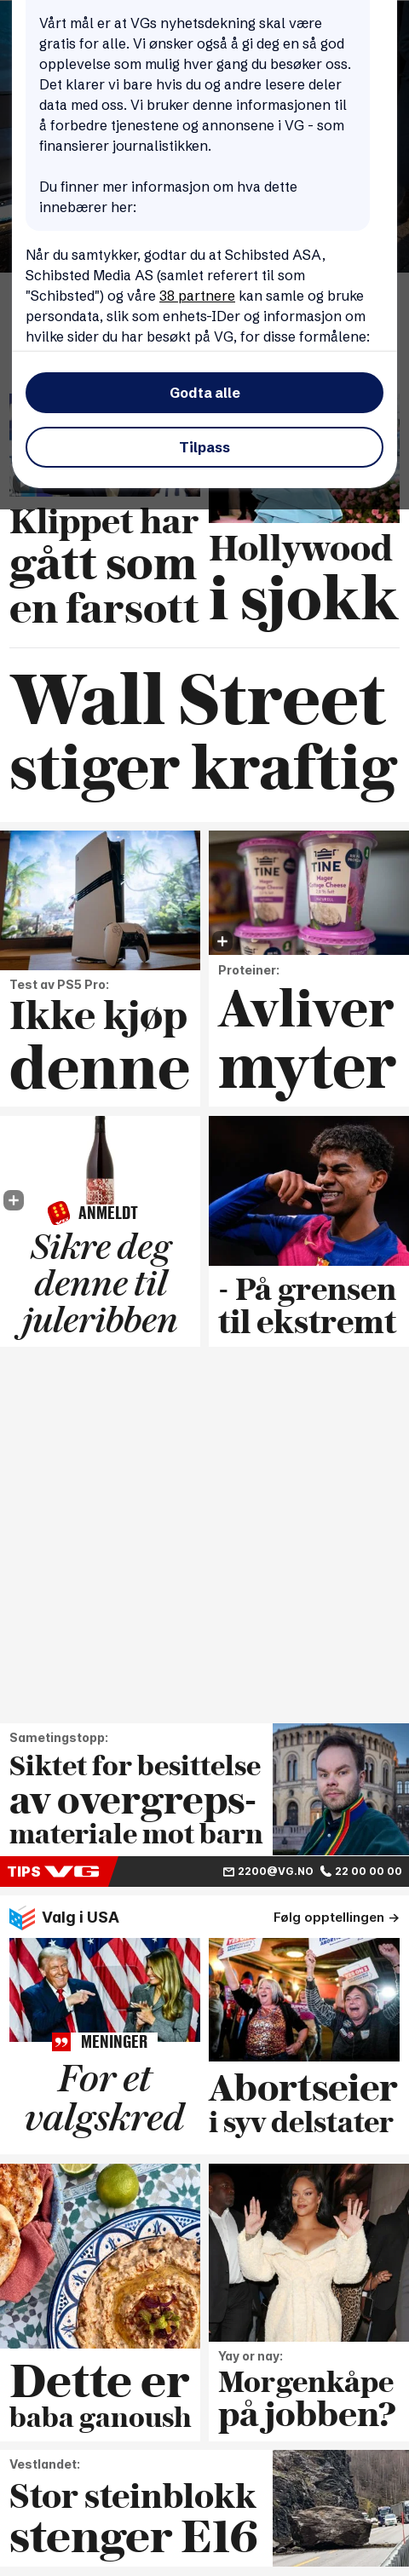 Vårt mål er at VGs nyhetsdekning skal være
gratis for alle. Vi ønsker også å gi deg en så god
opplevelse som mulig hver gang du besøker oss.
Det klarer vi bare hvis du og andre lesere deler
data med oss. Vi bruker denne informasjonen til
å forbedre tjenestene og annonsene i VG - som
finansierer journalistikken.
Du finner mer informasjon om hva dette
innebærer her:
Når du samtykker, godtar du at Schibsted ASA,
Schibsted Media AS (samlet referert til som
"Schibsted") og våre 38 partnere kan samle og bruke
persondata, slik som enhets-IDer og informasjon om
hvilke sider du har besøkt på VG, for disse formålene:
Godta alle
Tilpass
Klippet har
gått som
en farsott
Hollywood
i sjokk
Wall Street
stiger kraftig
Test av PS5 Pro:
Ikke kjøp
denne
TINE
TINE
Mager
Cottage Cheese
Proteiner:
Avliver
myter
ANMELDT
Sikre deg
denne til
juleribben
- På grensen
til ekstremt
Sametingstopp:
Siktet for besittelse
av overgreps-
materiale mot barn
TIPS VG
2200@VG.NO
22 00 00 00
Valg i USA
Følg opptellingen →
MENINGER
For et
valgskred
Abortseier
i syv delstater
Dette er
baba ganoush
Yay or nay:
Morgenkåpe
på jobben?
Vestlandet:
Stor steinblokk
stenger E16